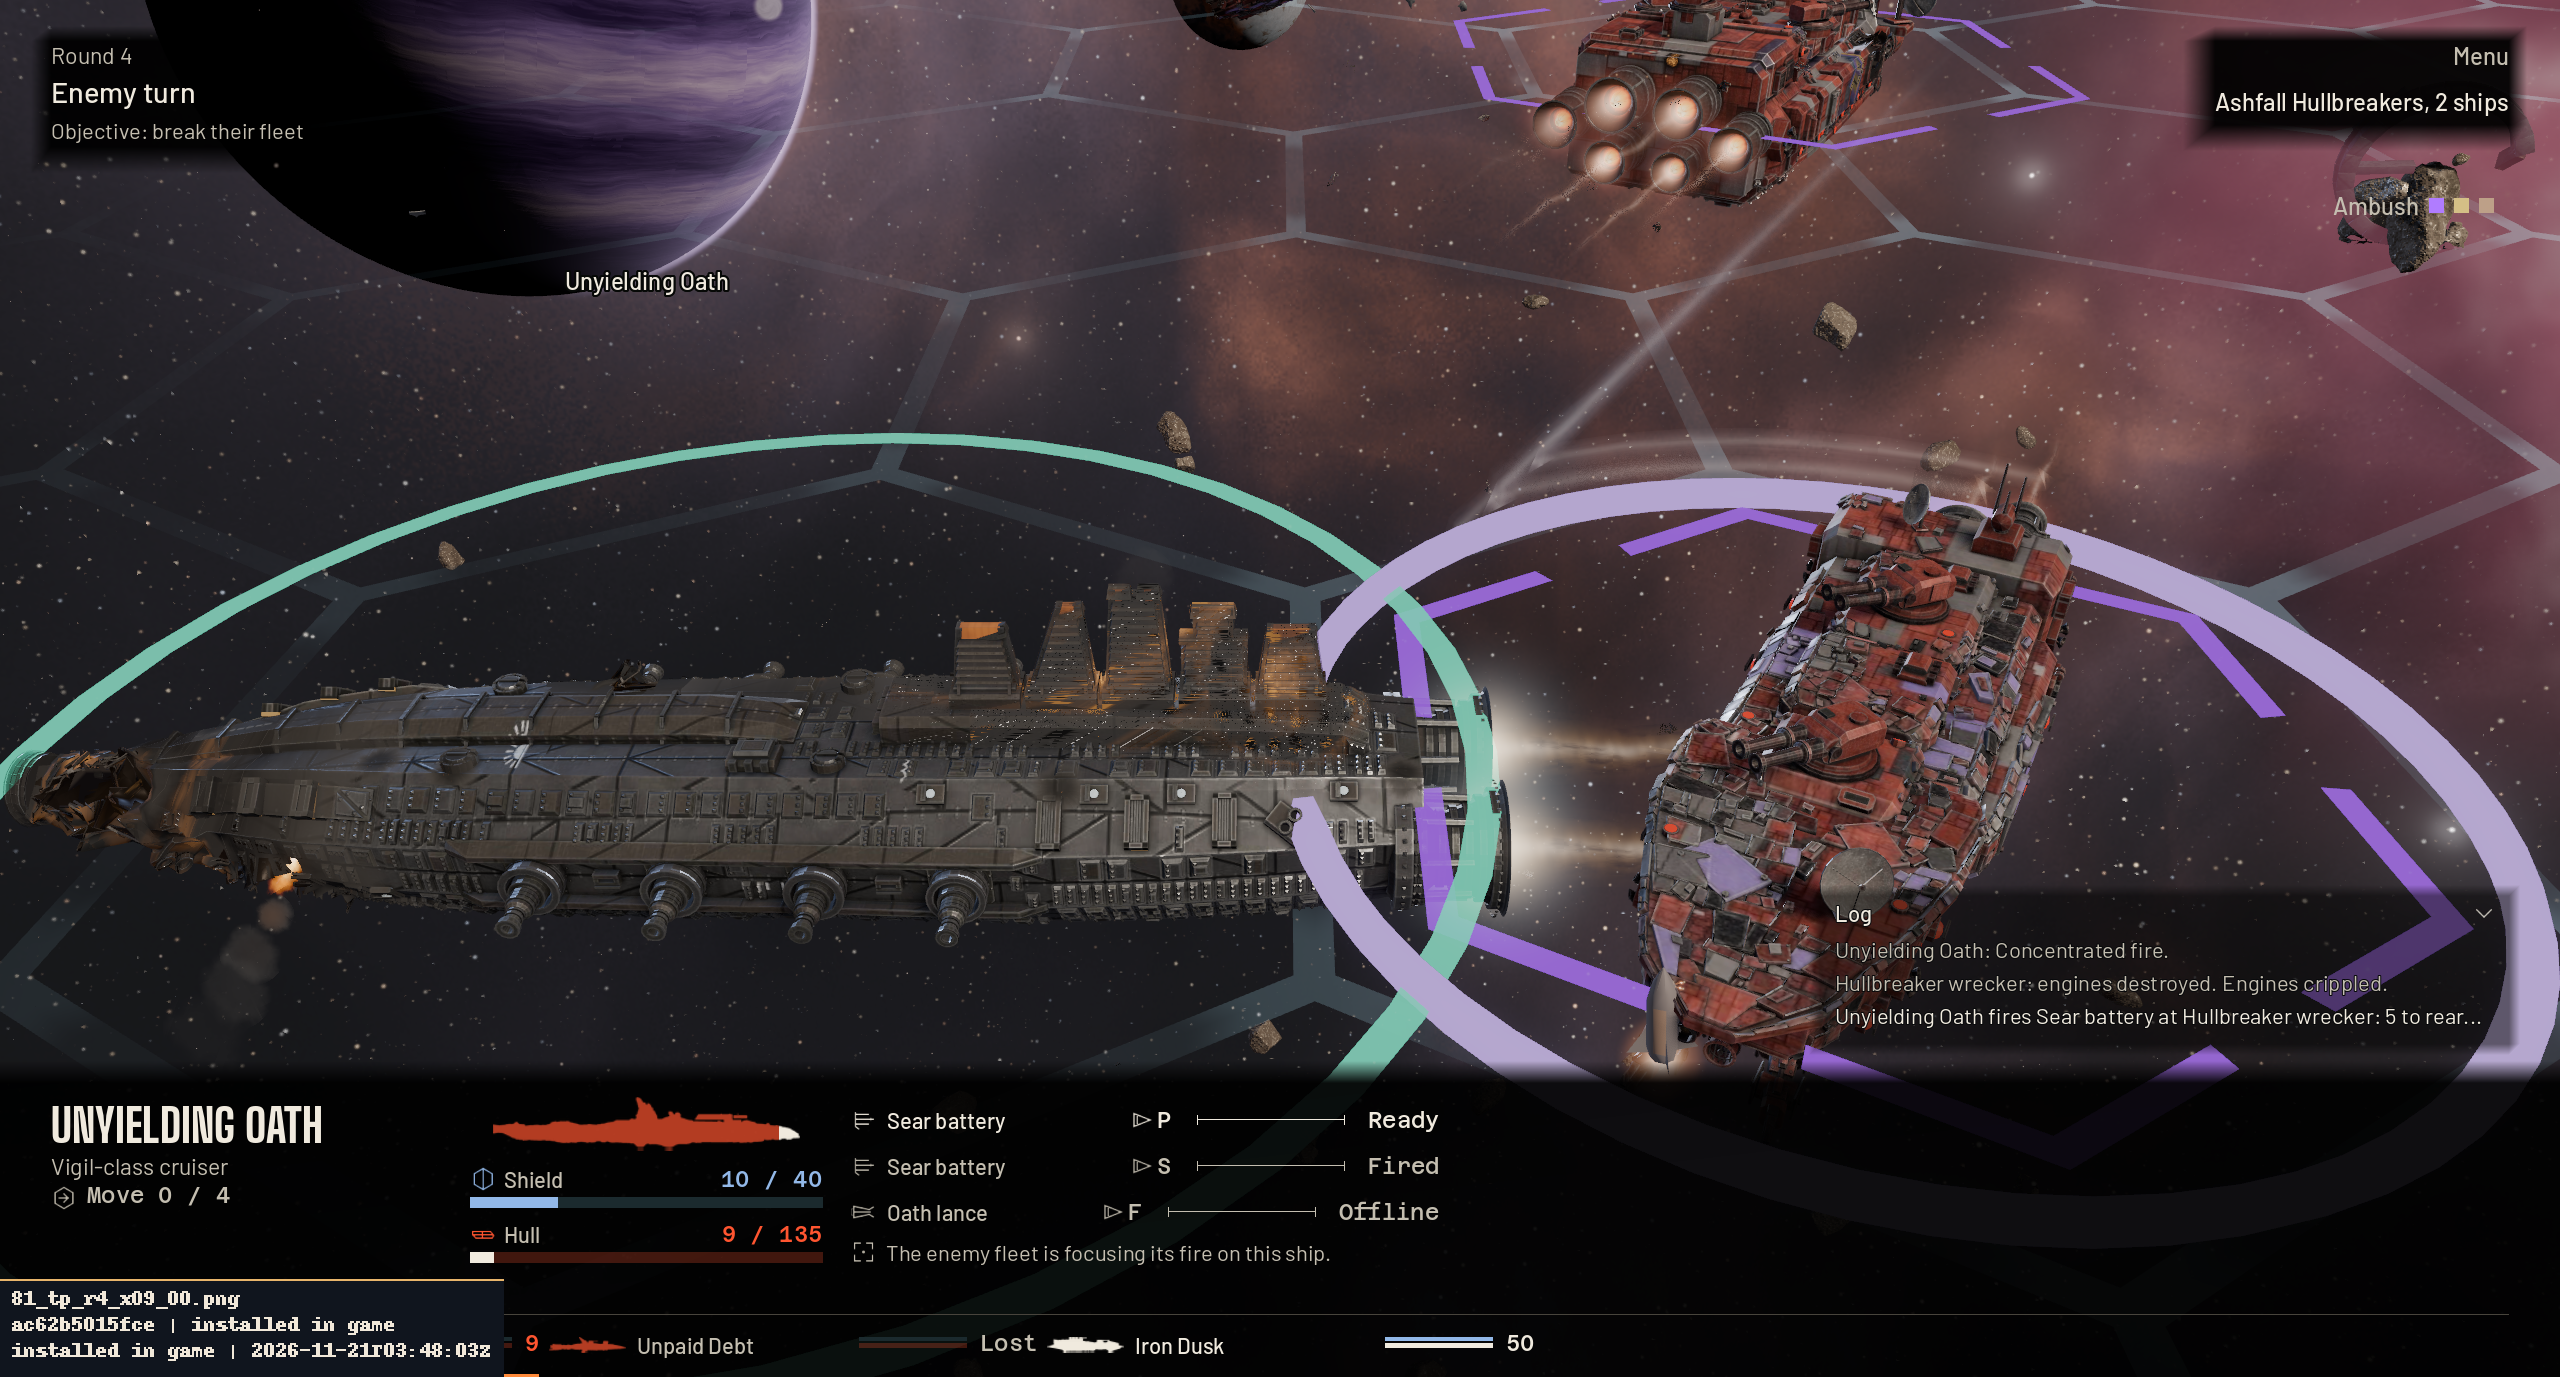 Round 4
Enemy turn
Objective: break their fleet
Menu
Ashfall Hullbreakers, 2 ships
Ambush
Unyielding Oath
Log
Unyielding Oath: Concentrated fire.
Hullbreaker wrecker: engines destroyed. Engines crippled.
Unyielding Oath fires Sear battery at Hullbreaker wrecker: 5 to rear...
UNYIELDING OATH
Vigil-class cruiser
Move 0 / 4
Shield 10 / 40
Hull 9 / 135
Sear battery P Ready
Sear battery S Fired
Oath lance F Offline
The enemy fleet is focusing its fire on this ship.
81_tp_r4_x09_00.png
ac62b5015fce | installed in game
installed in game | 2026-11-21T03:48:03Z
9 Unpaid Debt Lost Iron Dusk 50